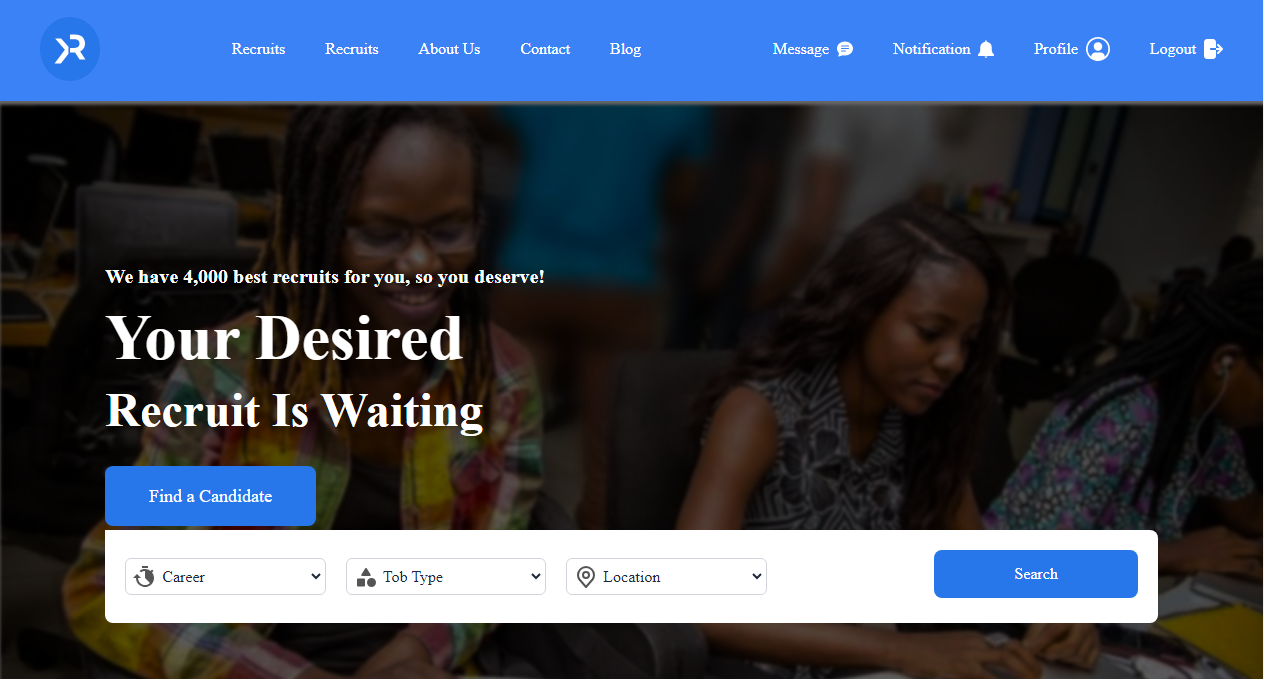 Recruits Recruits About Us Contact Blog Message Notification Profile Logout
We have 4,000 best recruits for you, so you deserve!
Your Desired
Recruit Is Waiting
Find a Candidate
Career Tob Type Location Search